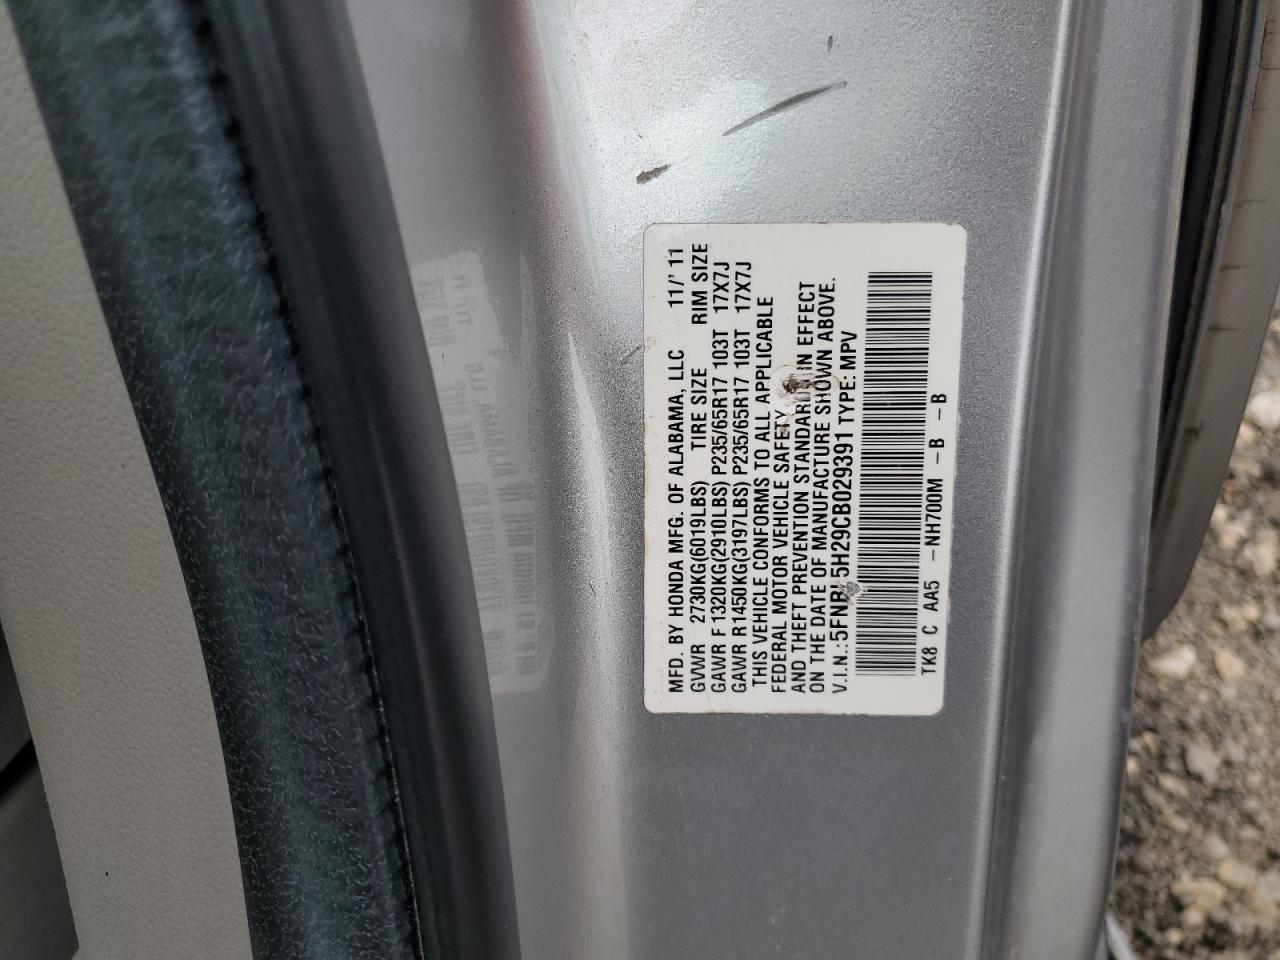 MFD. BY HONDA MFG. OF ALABAMA, LLC 11/' 11
GVWR 2730KG(6019LBS) TIRE SIZE RIM SIZE
GAWR F 1320KG(2910LBS) P235/65R17 103T 17X7J
GAWR R1450KG(3197LBS) P235/65R17 103T 17X7J
THIS VEHICLE CONFORMS TO ALL APPLICABLE
FEDERAL MOTOR VEHICLE SAFETY
AND THEFT PREVENTION STANDARDS IN EFFECT
ON THE DATE OF MANUFACTURE SHOWN ABOVE.
V.I.N.: 5H29CB029391 TYPE: MPV
TK8 C AA5 -NH700M -B -B